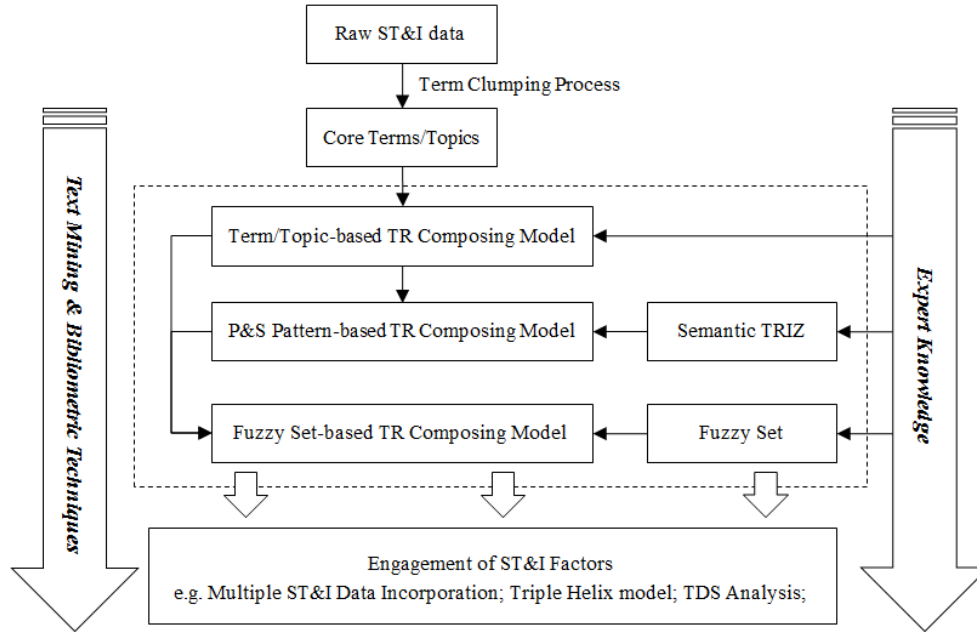 Raw ST&I data
Term Clumping Process
Core Terms/Topics
Text Mining & Bibliometric Techniques
Term/Topic-based TR Composing Model
P&S Pattern-based TR Composing Model
Semantic TRIZ
Fuzzy Set-based TR Composing Model
Fuzzy Set
Expert Knowledge
Engagement of ST&I Factors
e.g. Multiple ST&I Data Incorporation; Triple Helix model; TDS Analysis;